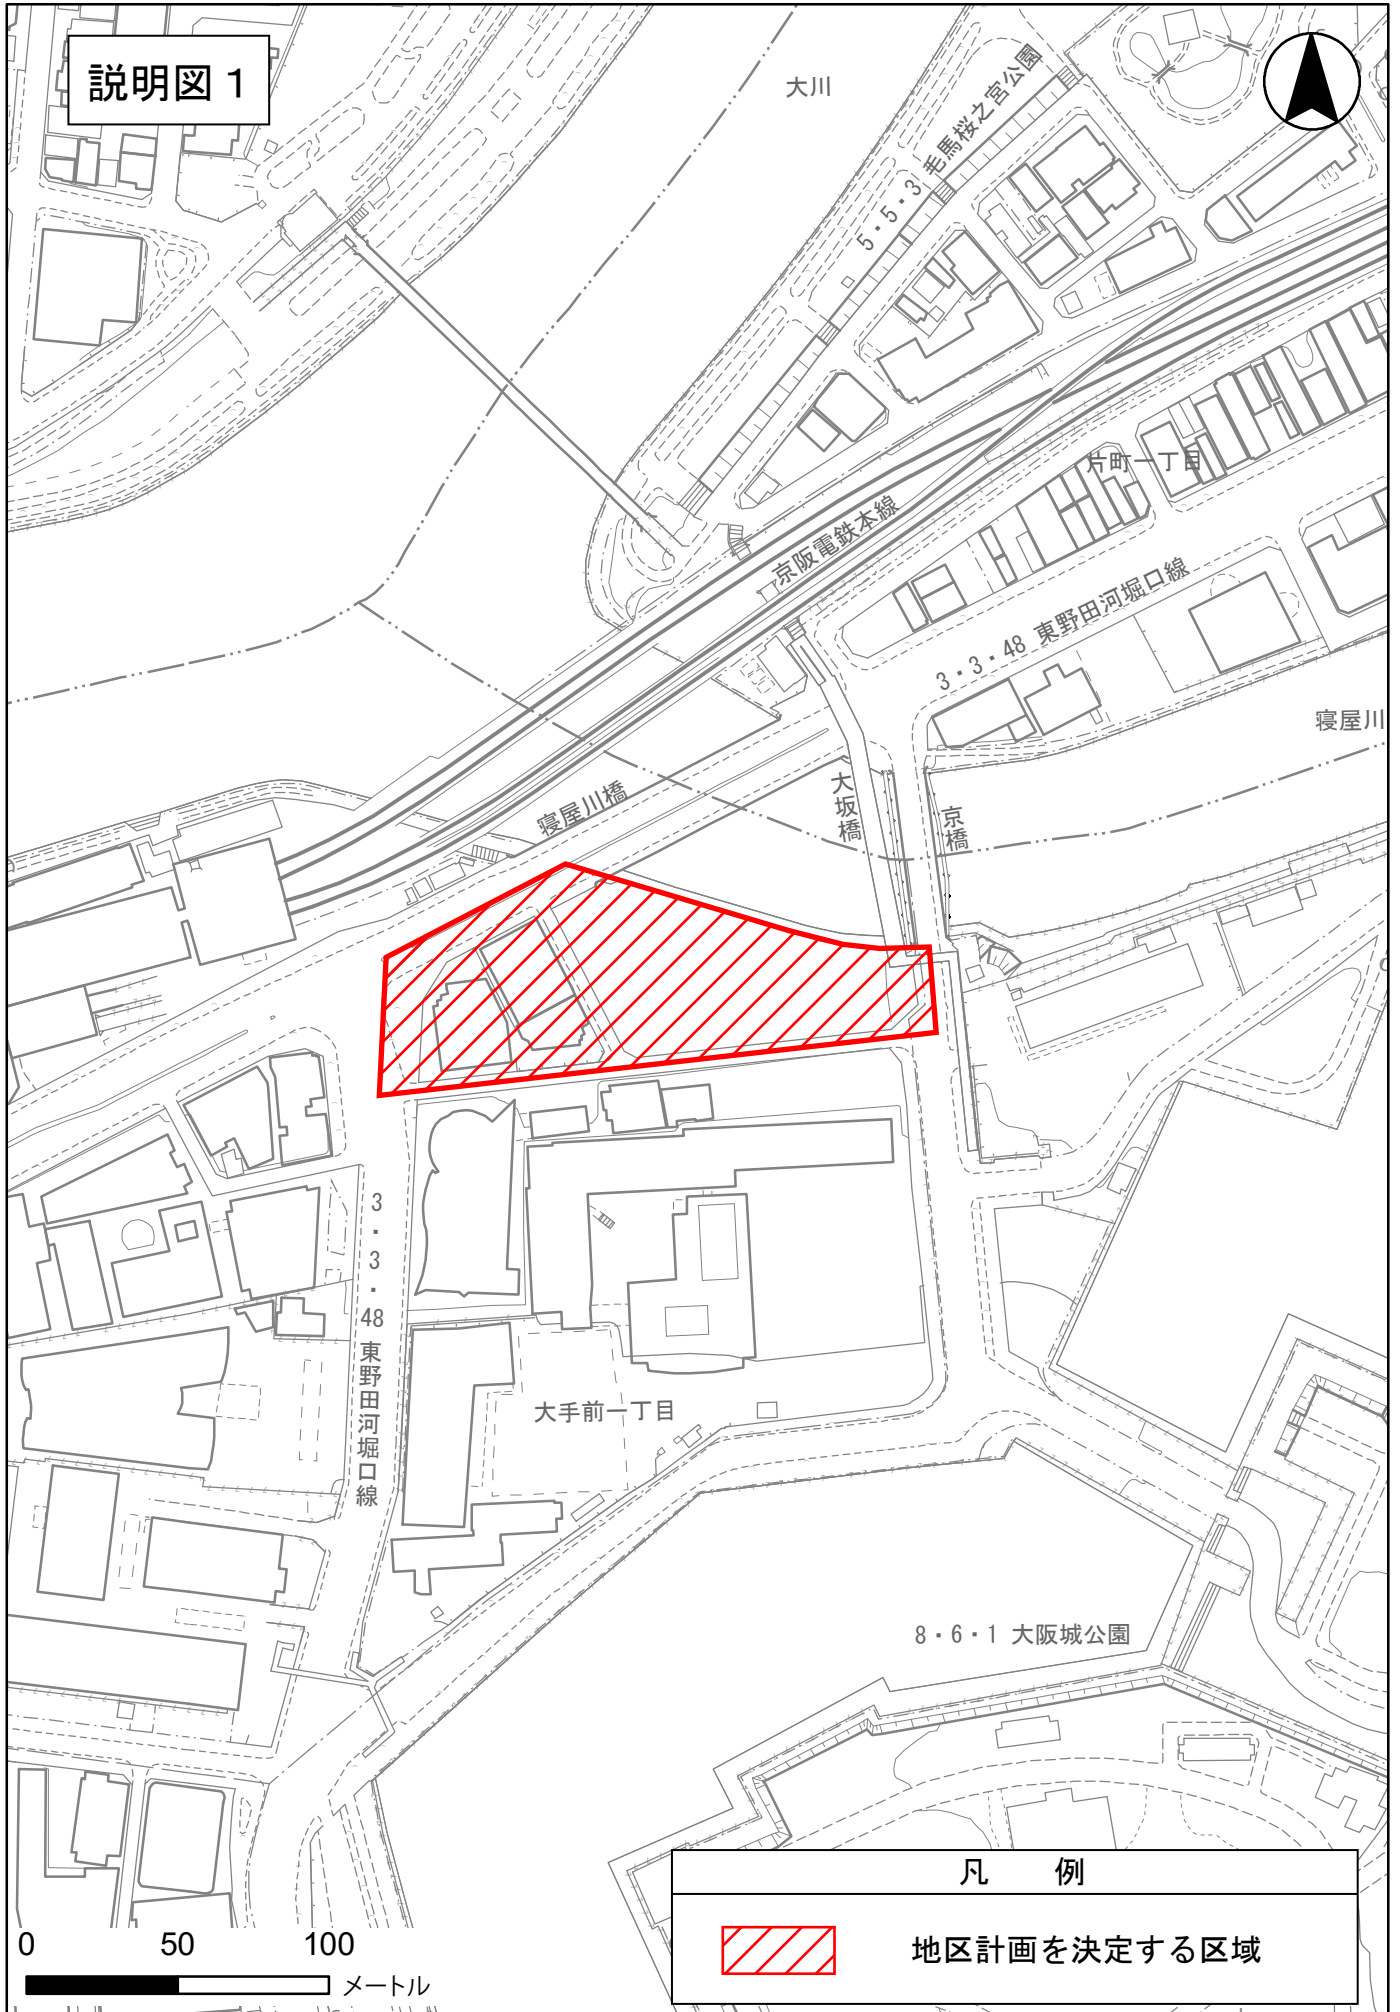 説明図 1
大川
5・5・3 毛馬桜之宮公園
片町一丁目
京阪電鉄本線
3・3・48 東野田河堀口線
寝屋川
寝屋川橋
大坂橋
京橋
3・3・48 東野田河堀口線
大手前一丁目
8・6・1 大阪城公園
凡 例
地区計画を決定する区域
0 50 100
メートル